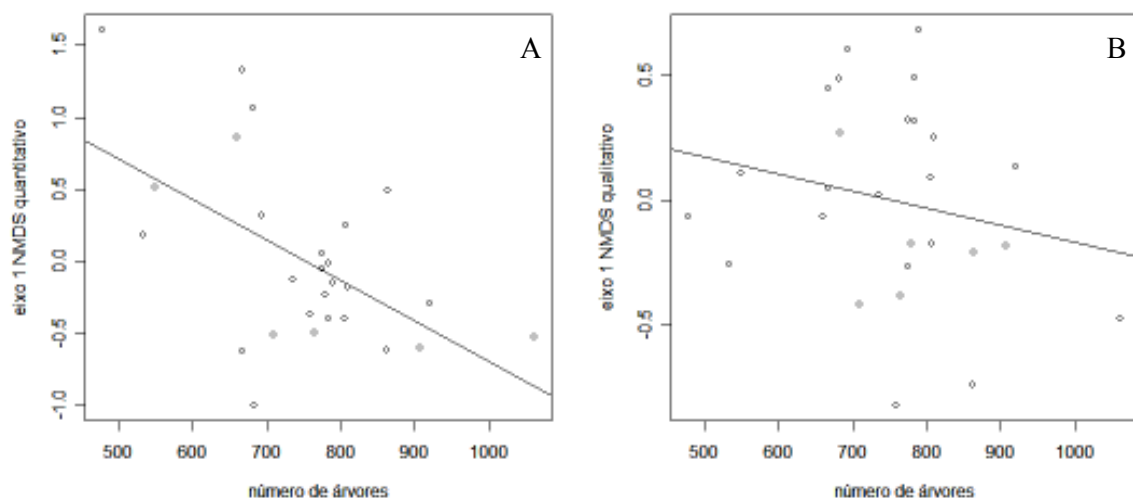 A
eixo 1 NMDS quantitativo
1.5
1.0
0.5
0.0
-0.5
-1.0
500 600 700 800 900 1000
número de árvores
B
eixo 1 NMDS qualitativo
0.5
0.0
-0.5
500 600 700 800 900 1000
número de árvores